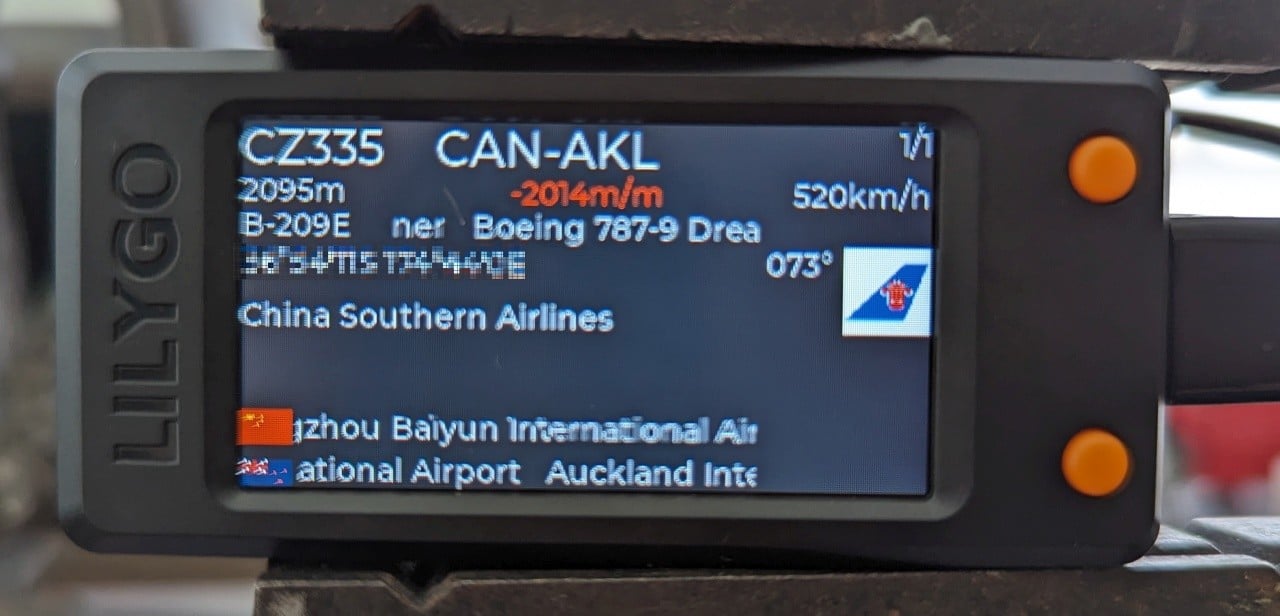 LILYGO
CZ335 CAN-AKL 1/1
2095m -2014m/m 520km/h
B-209E ner Boeing 787-9 Drea
073°
China Southern Airlines
gzhou Baiyun International Air
ational Airport Auckland Inte